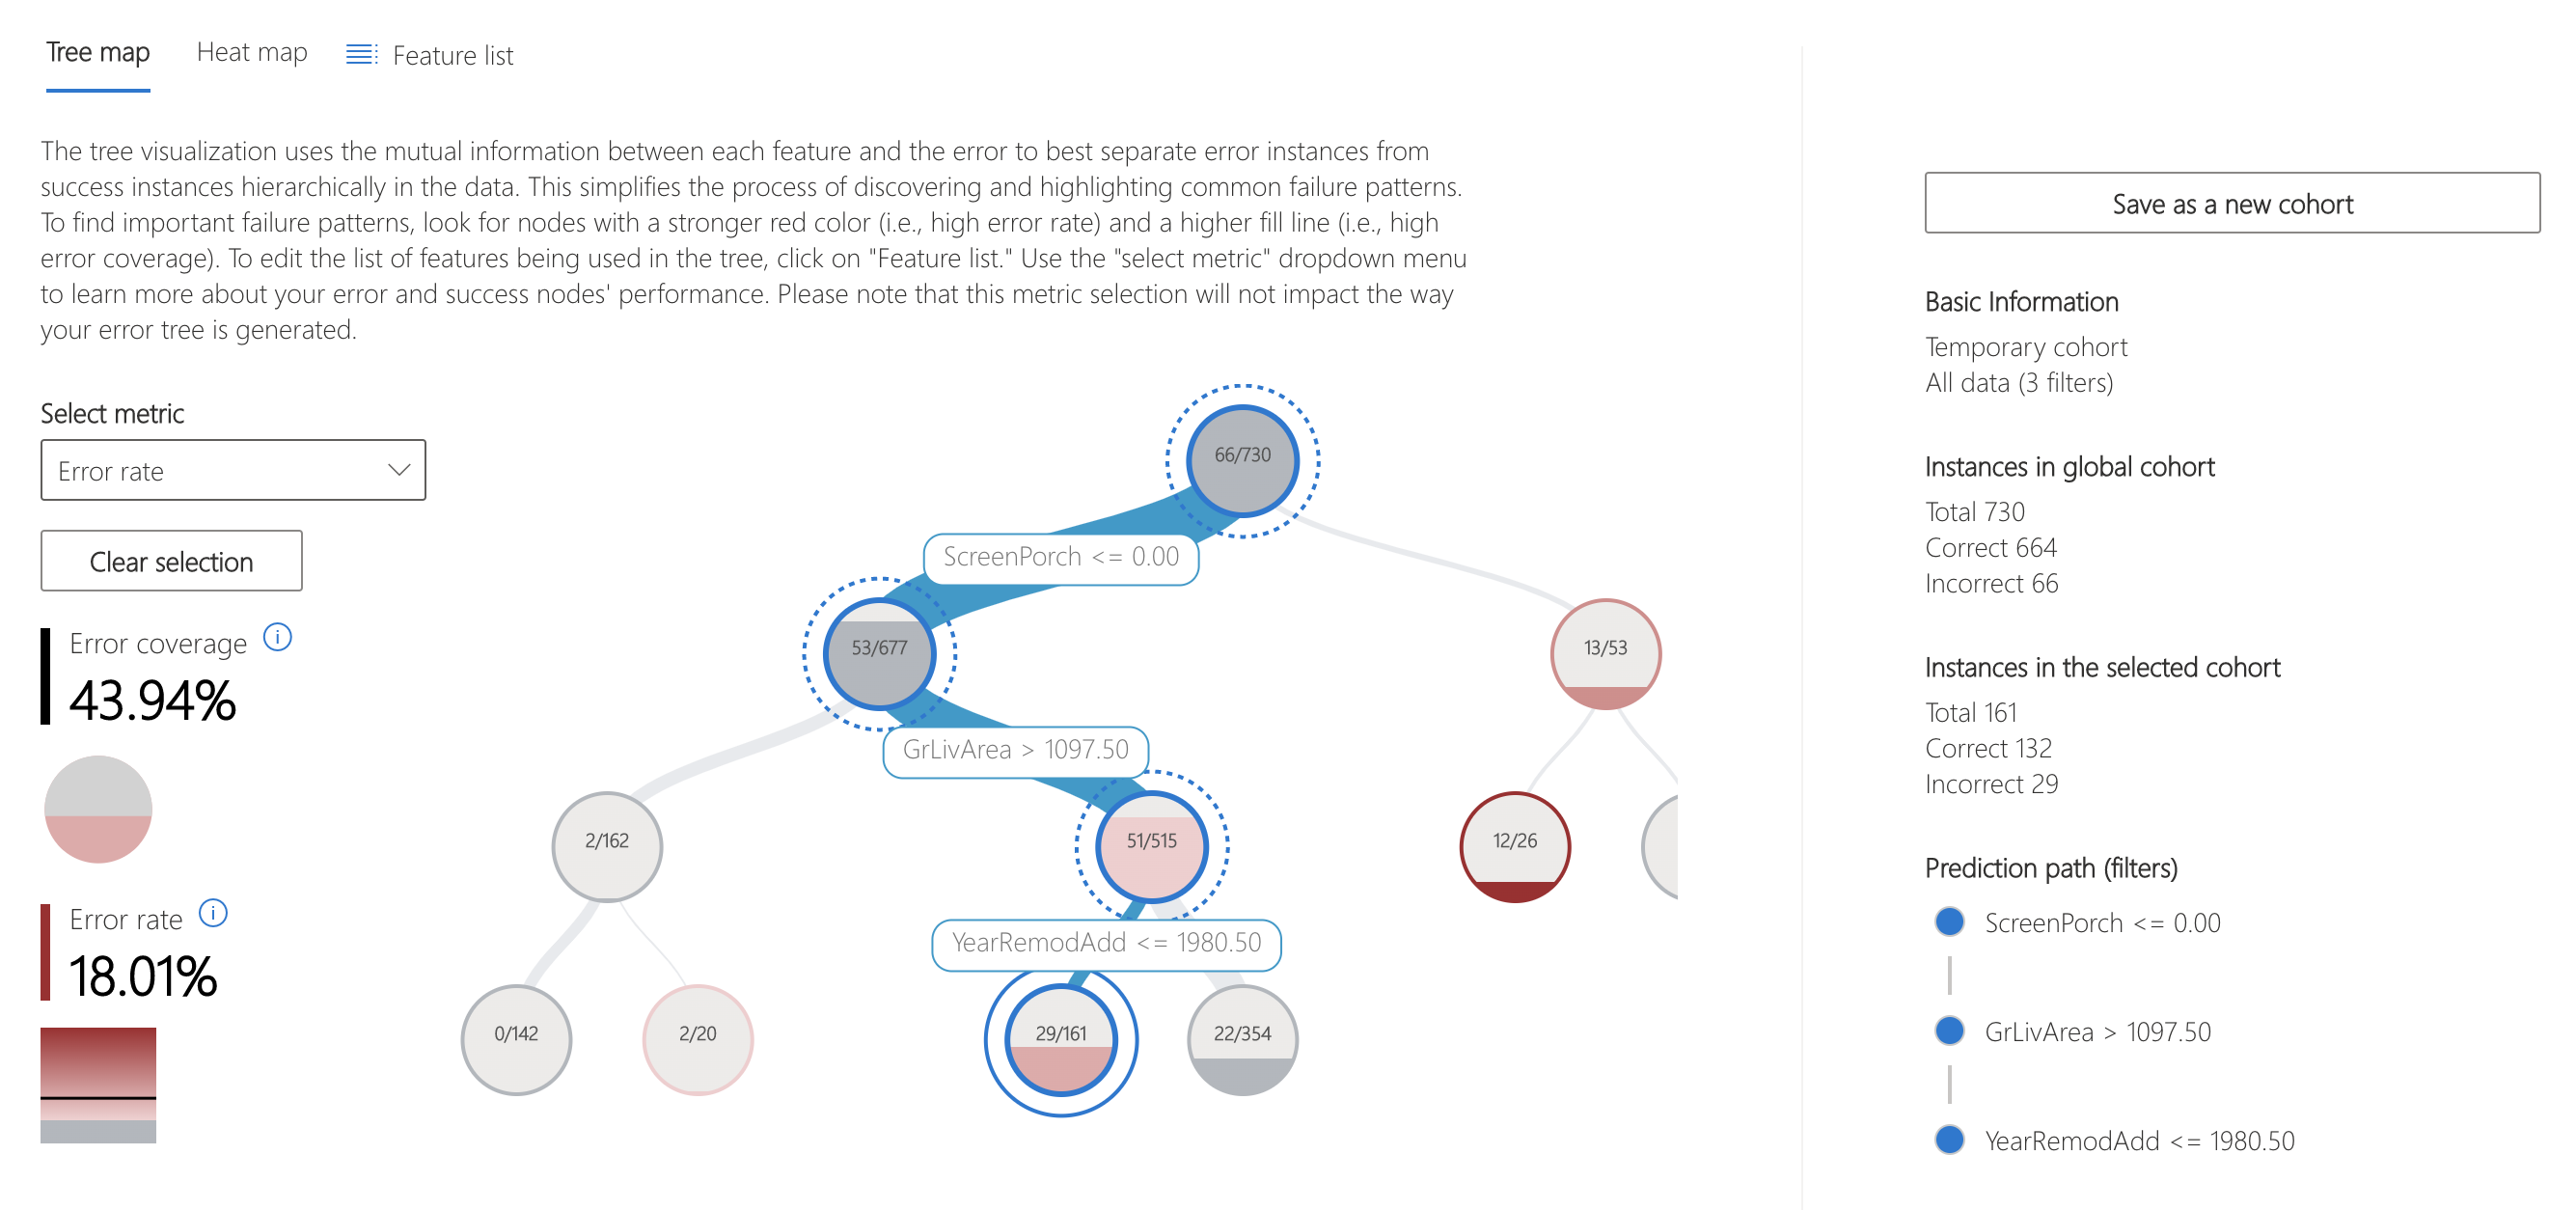 Tree map
Heat map
Feature list
The tree visualization uses the mutual information between each feature and the error to best separate error instances from
success instances hierarchically in the data. This simplifies the process of discovering and highlighting common failure patterns.
To find important failure patterns, look for nodes with a stronger red color (i.e., high error rate) and a higher fill line (i.e., high
error coverage). To edit the list of features being used in the tree, click on "Feature list." Use the "select metric" dropdown menu
to learn more about your error and success nodes' performance. Please note that this metric selection will not impact the way
your error tree is generated.
Select metric
Error rate
Clear selection
Error coverage
i
43.94%
Error rate
i
18.01%
66/730
ScreenPorch <= 0.00
53/677
13/53
GrLivArea > 1097.50
2/162
51/515
12/26
YearRemodAdd <= 1980.50
0/142
2/20
29/161
22/354
Save as a new cohort
Basic Information
Temporary cohort
All data (3 filters)
Instances in global cohort
Total 730
Correct 664
Incorrect 66
Instances in the selected cohort
Total 161
Correct 132
Incorrect 29
Prediction path (filters)
ScreenPorch <= 0.00
GrLivArea > 1097.50
YearRemodAdd <= 1980.50